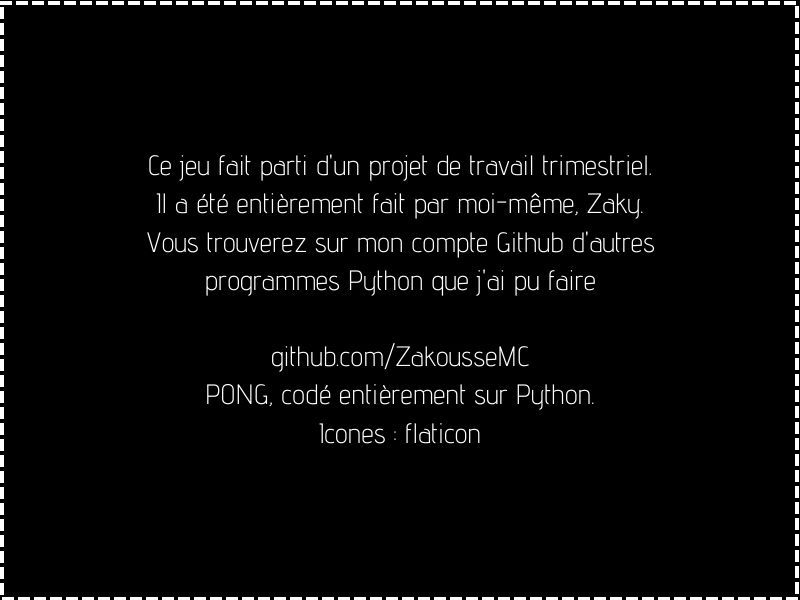 Ce jeu fait parti d'un projet de travail trimestriel.
Il a été entièrement fait par moi-même, Zaky.
Vous trouverez sur mon compte Github d'autres
programmes Python que j'ai pu faire
github.com/ZakousseMC
PONG, codé entièrement sur Python.
Icones : flaticon